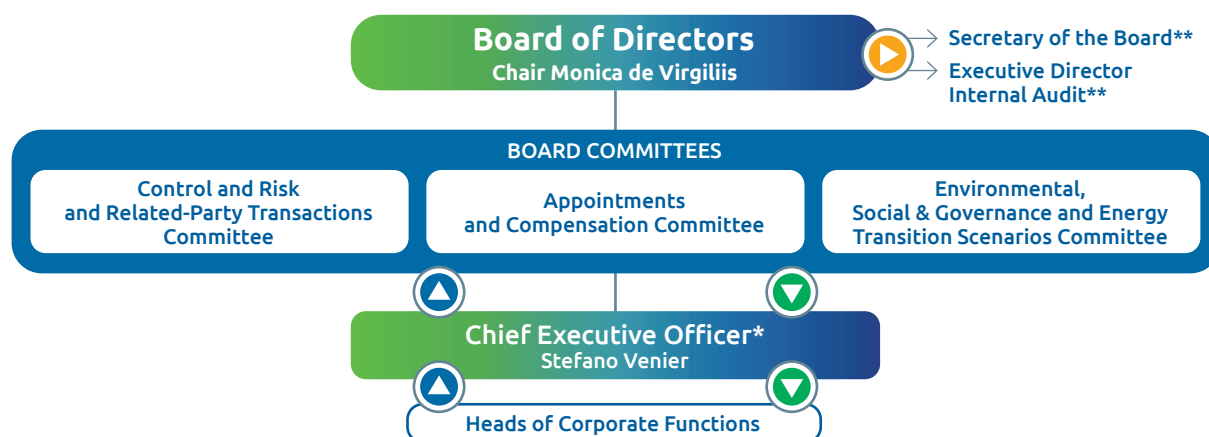 Board of Directors
Chair Monica de Virgiliis
Secretary of the Board**
Executive Director
Internal Audit**
BOARD COMMITTEES
Control and Risk
and Related-Party Transactions
Committee
Appointments
and Compensation Committee
Environmental,
Social & Governance and Energy
Transition Scenarios Committee
Chief Executive Officer*
Stefano Venier
Heads of Corporate Functions